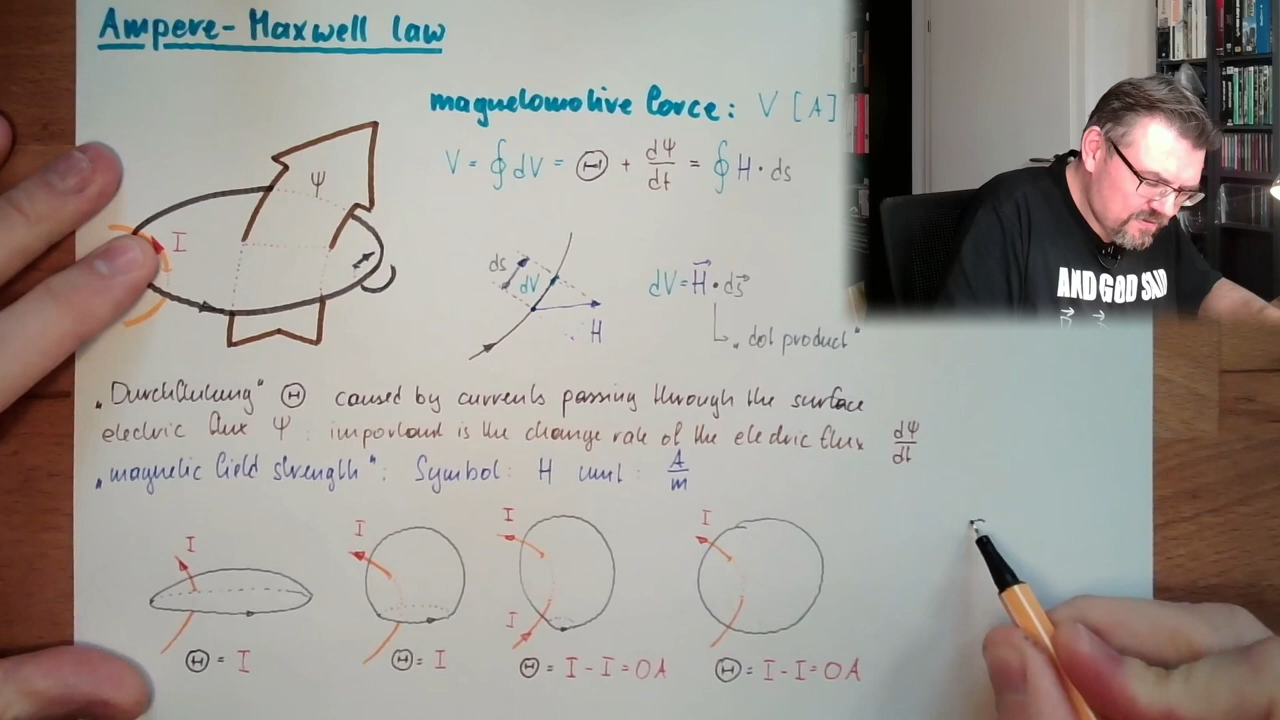 Ampere-Maxwell law
magnetomotive force: V [A]
V = ∮ dV = Θ + dΨ/dt = ∮ H · ds
Ψ
I
ds
dV
H
dV = H⃗ · ds⃗
„dot product"
„Durchflutung" Θ caused by currents passing through the surface
electric flux Ψ : important is the change rate of the electric flux dΨ/dt
„magnetic field strength": Symbol: H unit: A/m
I
I
I
I
I
Θ = I
Θ = I
Θ = I - I = 0A
Θ = I - I = 0A
AND GOD SAID